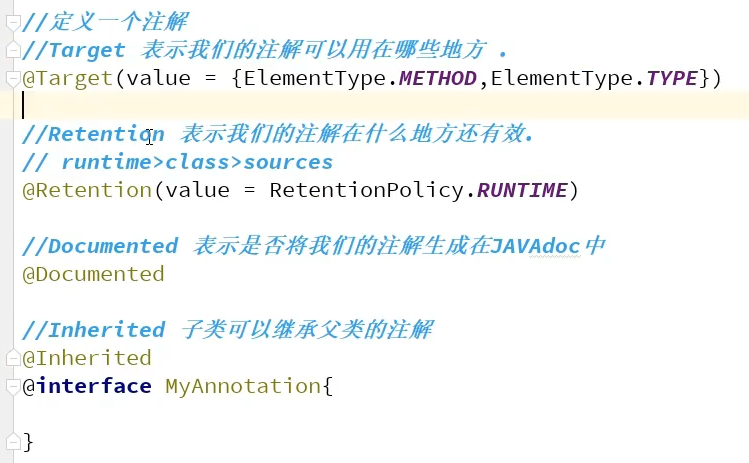 //定义一个注解
//Target 表示我们的注解可以用在哪些地方 .
@Target(value = {ElementType.METHOD,ElementType.TYPE})
//Retention 表示我们的注解在什么地方还有效.
// runtime>class>sources
@Retention(value = RetentionPolicy.RUNTIME)
//Documented 表示是否将我们的注解生成在JAVAdoc中
@Documented
//Inherited 子类可以继承父类的注解
@Inherited
@interface MyAnnotation{
}